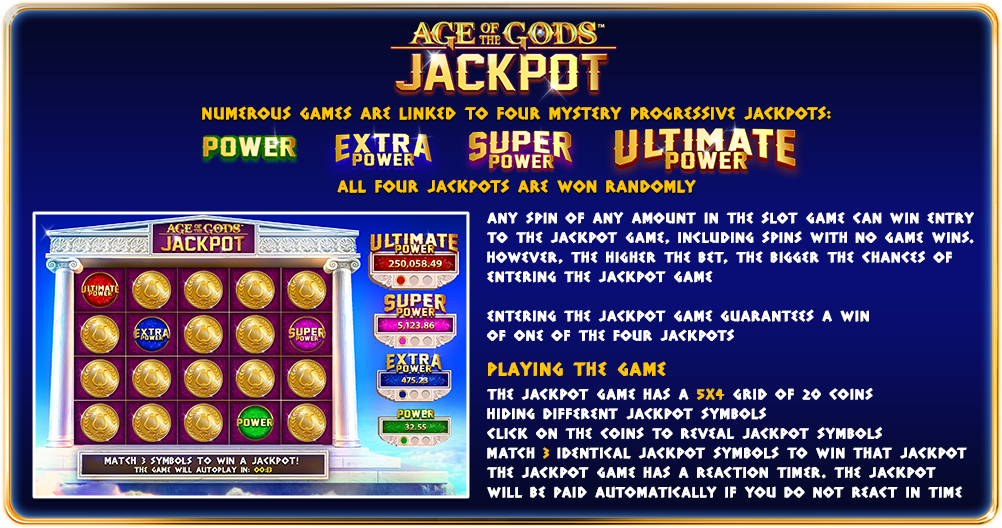 AGE OF THE GODS™
JACKPOT
NUMEROUS GAMES ARE LINKED TO FOUR MYSTERY PROGRESSIVE JACKPOTS:
POWER EXTRA POWER SUPER POWER ULTIMATE POWER
ALL FOUR JACKPOTS ARE WON RANDOMLY
AGE OF THE GODS
JACKPOT
ULTIMATE POWER
250,058.49
SUPER POWER
5,123.86
EXTRA POWER
475.23
POWER
32.55
ULTIMATE POWER
EXTRA POWER
SUPER POWER
POWER
MATCH 3 SYMBOLS TO WIN A JACKPOT!
THE GAME WILL AUTOPLAY IN: 00:13
ANY SPIN OF ANY AMOUNT IN THE SLOT GAME CAN WIN ENTRY
TO THE JACKPOT GAME, INCLUDING SPINS WITH NO GAME WINS.
HOWEVER, THE HIGHER THE BET, THE BIGGER THE CHANCES OF
ENTERING THE JACKPOT GAME
ENTERING THE JACKPOT GAME GUARANTEES A WIN
OF ONE OF THE FOUR JACKPOTS
PLAYING THE GAME
THE JACKPOT GAME HAS A 5X4 GRID OF 20 COINS
HIDING DIFFERENT JACKPOT SYMBOLS
CLICK ON THE COINS TO REVEAL JACKPOT SYMBOLS
MATCH 3 IDENTICAL JACKPOT SYMBOLS TO WIN THAT JACKPOT
THE JACKPOT GAME HAS A REACTION TIMER. THE JACKPOT
WILL BE PAID AUTOMATICALLY IF YOU DO NOT REACT IN TIME